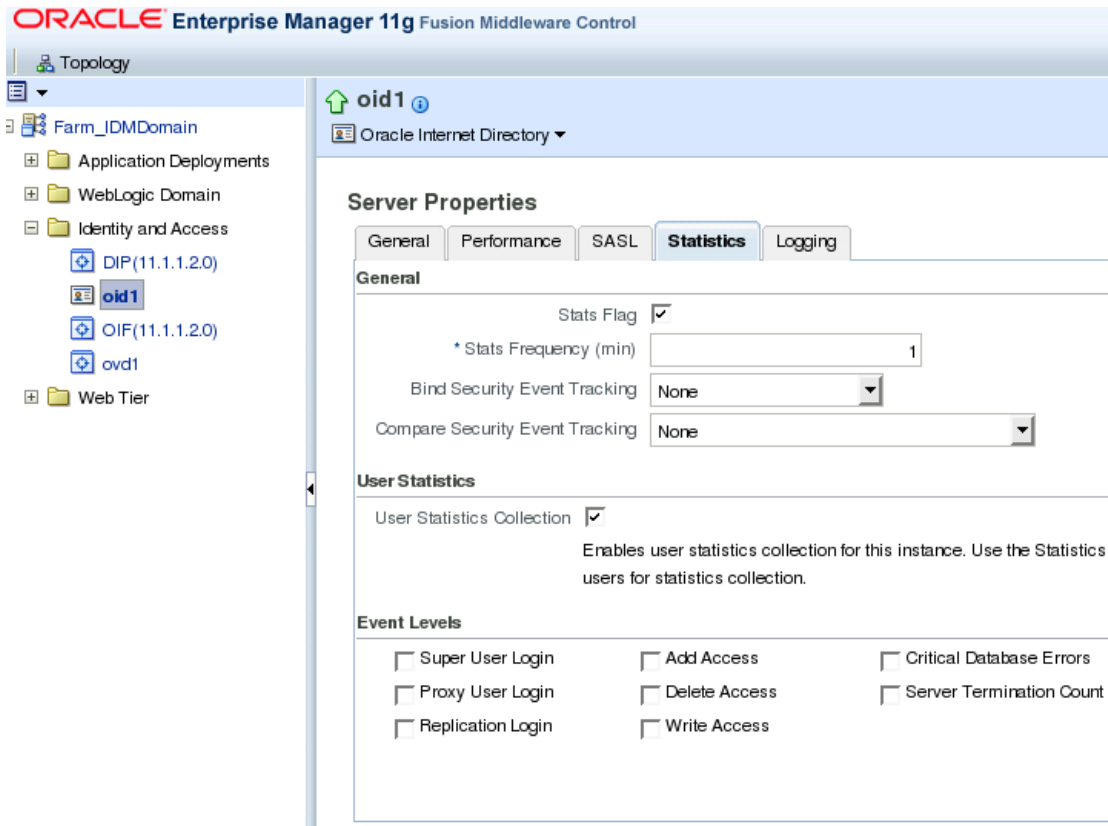 ORACLE Enterprise Manager 11g Fusion Middleware Control
Topology
Farm_IDMDomain
Application Deployments
WebLogic Domain
Identity and Access
DIP(11.1.1.2.0)
oid1
OIF(11.1.1.2.0)
ovd1
Web Tier
oid1
Oracle Internet Directory
Server Properties
General Performance SASL Statistics Logging
General
Stats Flag
* Stats Frequency (min) 1
Bind Security Event Tracking None
Compare Security Event Tracking None
User Statistics
User Statistics Collection
Enables user statistics collection for this instance. Use the Statistics
users for statistics collection.
Event Levels
Super User Login Add Access Critical Database Errors
Proxy User Login Delete Access Server Termination Count
Replication Login Write Access